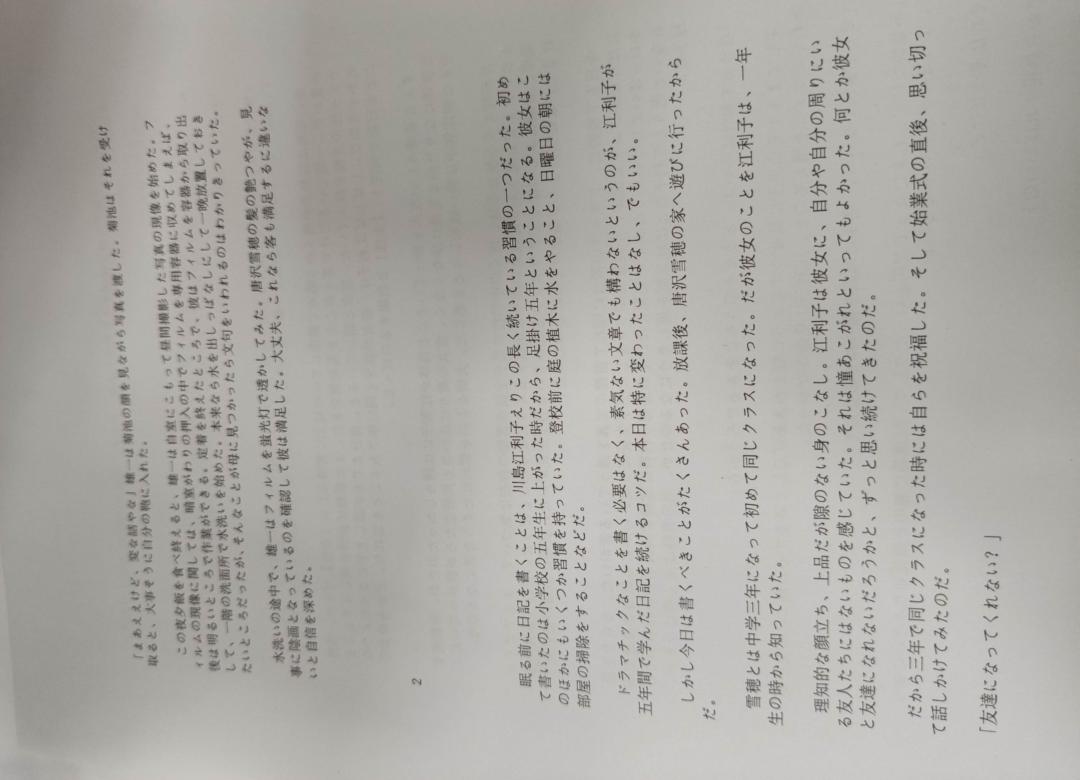 「まあええけど、変な話やな」雄一は菊池の顔を見ながら写真を渡した。菊池はそれを受け
取ると、大事そうに自分の鞄に入れた。
この夜夕飯を食べ終えると、雄一は自室にこもって昼間撮影した写真の現像を始めた。フ
ィルムの現像に関しては、暗室がわりの押入の中でフィルムを専用容器に収めてしまえば、
後は明るいところで作業ができる。定着を終えたところで、彼はフィルムを容器から取り出
して、一階の洗面所で水洗いを始めた。本来なら水を出しっぱなしにして一晩放置しておき
たいところだったが、そんなことが母に見つかったら文句をいわれるのはわかりきっていた。
水洗いの途中で、雄一はフィルムを蛍光灯で透かしてみた。唐沢雪穂の髪の艶つやが、見
事に陰画となっているのを確認して彼は満足した。大丈夫、これなら客も満足するに違いな
いと自信を深めた。
2
眠る前に日記を書くことは、川島江利子えりこの長く続いている習慣の一つだった。初め
て書いたのは小学校の五年生に上がった時だから、足掛け五年ということになる。彼女はこ
のほかにもいくつか習慣を持っていた。登校前に庭の植木に水をやること、日曜日の朝には
部屋の掃除をすることなどだ。
ドラマチックなことを書く必要はなく、素気ない文章でも構わないというのが、江利子が
五年間で学んだ日記を続けるコツだ。本日は特に変わったことはなし、でもいい。
しかし今日は書くべきことがたくさんあった。放課後、唐沢雪穂の家へ遊びに行ったから
だ。
雪穂とは中学三年になって初めて同じクラスになった。だが彼女のことを江利子は、一年
生の時から知っていた。
理知的な顔立ち、上品だが隙のない身のこなし。江利子は彼女に、自分や自分の周りにい
る友人たちにはないものを感じていた。それは憧あこがれといってもよかった。何とか彼女
と友達になれないだろうかと、ずっと思い続けてきたのだ。
だから三年で同じクラスになった時には自らを祝福した。そして始業式の直後、思い切っ
て話しかけてみたのだ。
「友達になってくれない？」